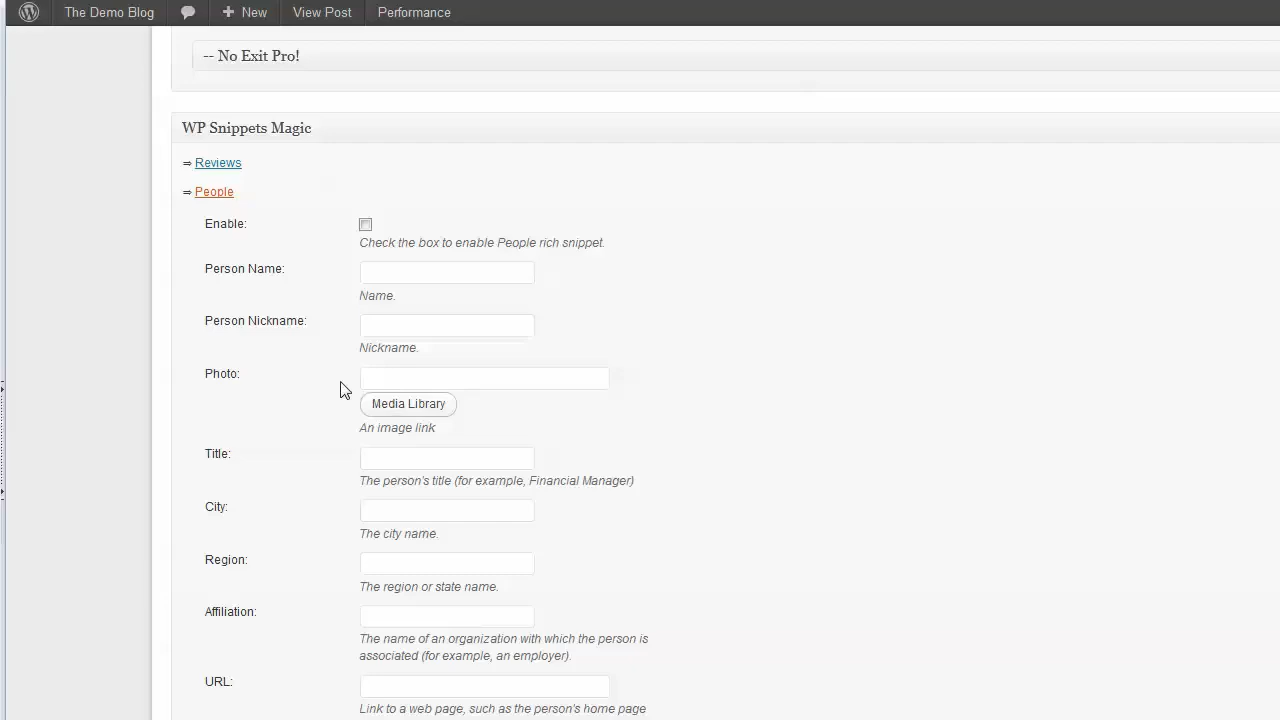 The Demo Blog New View Post Performance
-- No Exit Pro!
WP Snippets Magic
⇒ Reviews
⇒ People
Enable:
Check the box to enable People rich snippet.
Person Name:
Name.
Person Nickname:
Nickname.
Photo:
Media Library
An image link
Title:
The person's title (for example, Financial Manager)
City:
The city name.
Region:
The region or state name.
Affiliation:
The name of an organization with which the person is
associated (for example, an employer).
URL:
Link to a web page, such as the person's home page